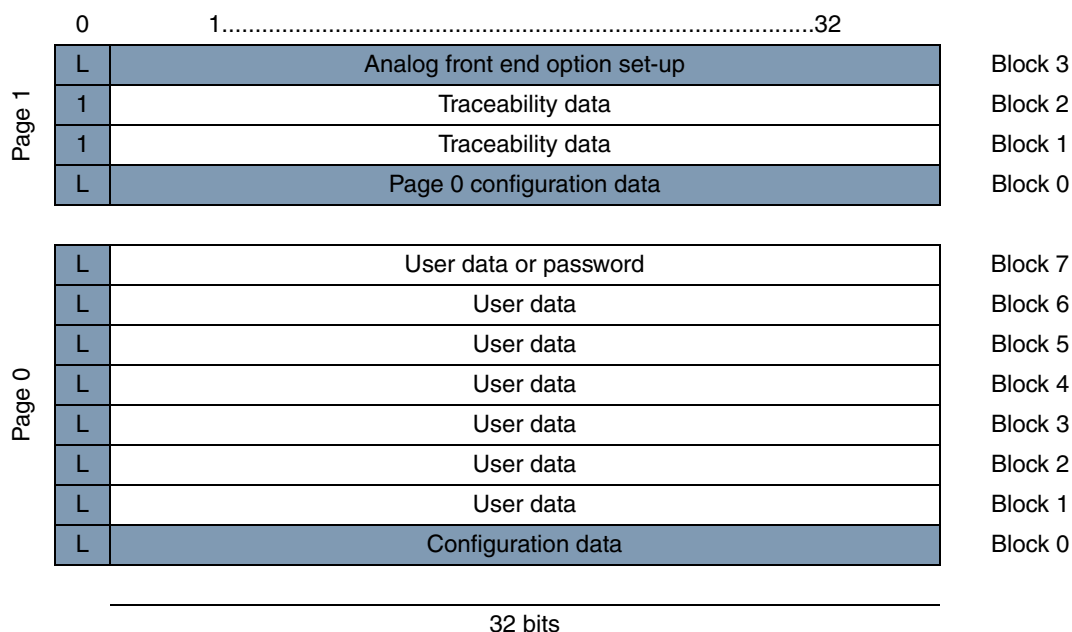 0 1..........................................................................................32
L Analog front end option set-up Block 3
1 Traceability data Block 2
1 Traceability data Block 1
L Page 0 configuration data Block 0
Page 1
L User data or password Block 7
L User data Block 6
L User data Block 5
L User data Block 4
L User data Block 3
L User data Block 2
L User data Block 1
L Configuration data Block 0
Page 0
32 bits